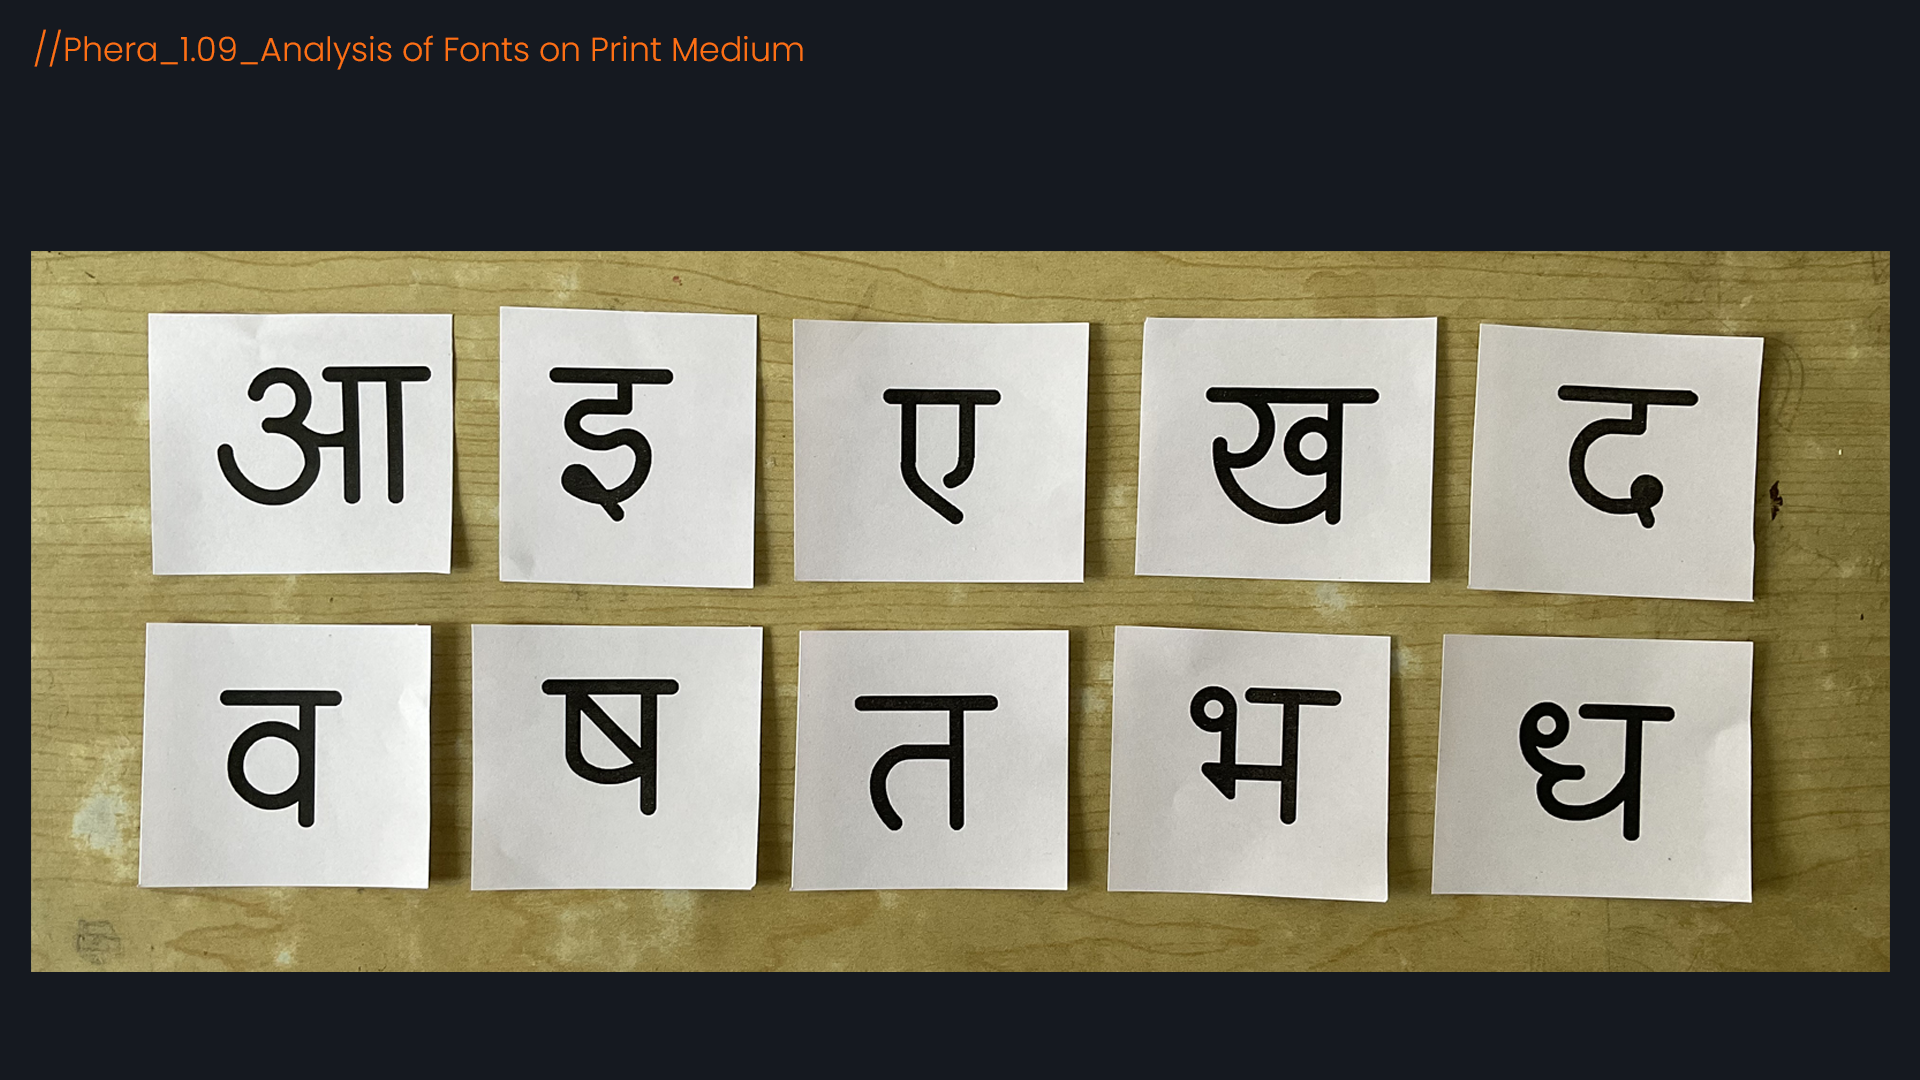 //Phera_1.09_Analysis of Fonts on Print Medium
आ इ ए ख द
व ष त भ ध